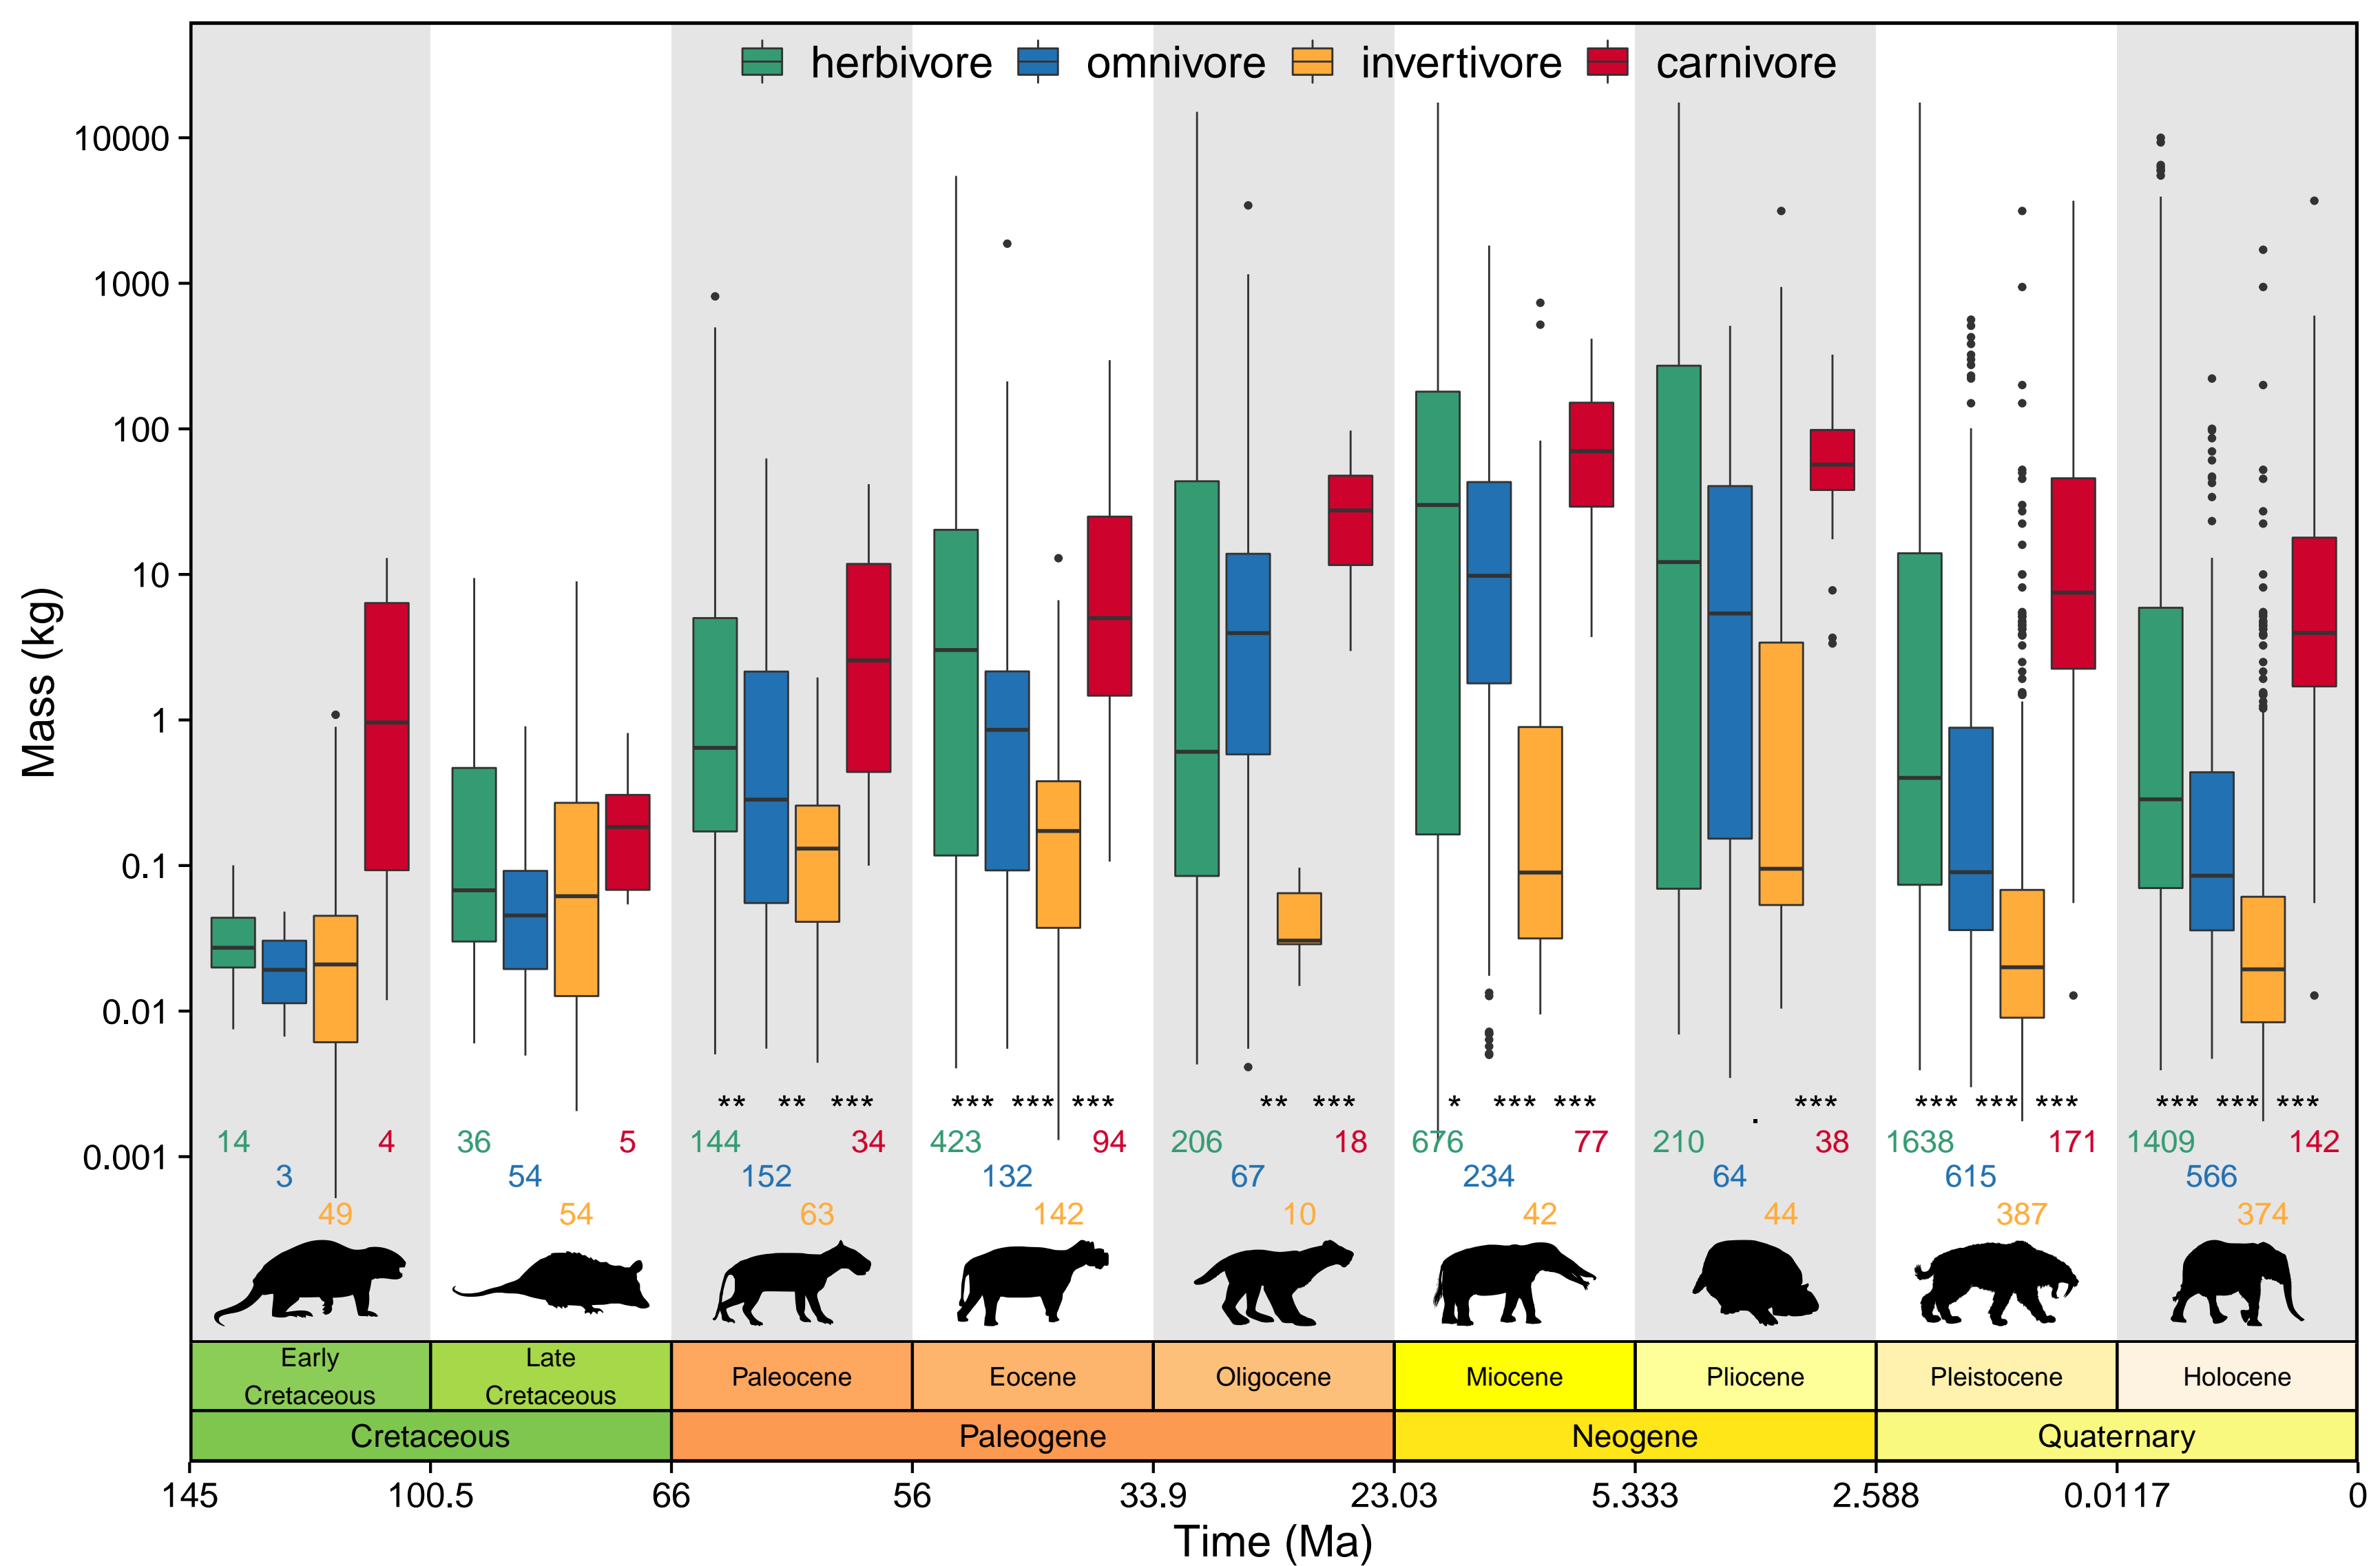 herbivore omnivore invertivore carnivore
10000
1000
100
10
1
0.1
0.01
0.001
Mass (kg)
** ** *** *** *** *** ** *** * *** *** . *** *** *** *** *** *** ***
14 4 36 5 144 34 423 94 206 18 676 77 210 38 1638 171 1409 142
3 54 152 132 67 234 64 615 566
49 54 63 142 10 42 44 387 374
Early Cretaceous
Late Cretaceous
Paleocene
Eocene
Oligocene
Miocene
Pliocene
Pleistocene
Holocene
Cretaceous
Paleogene
Neogene
Quaternary
145 100.5 66 56 33.9 23.03 5.333 2.588 0.0117 0
Time (Ma)